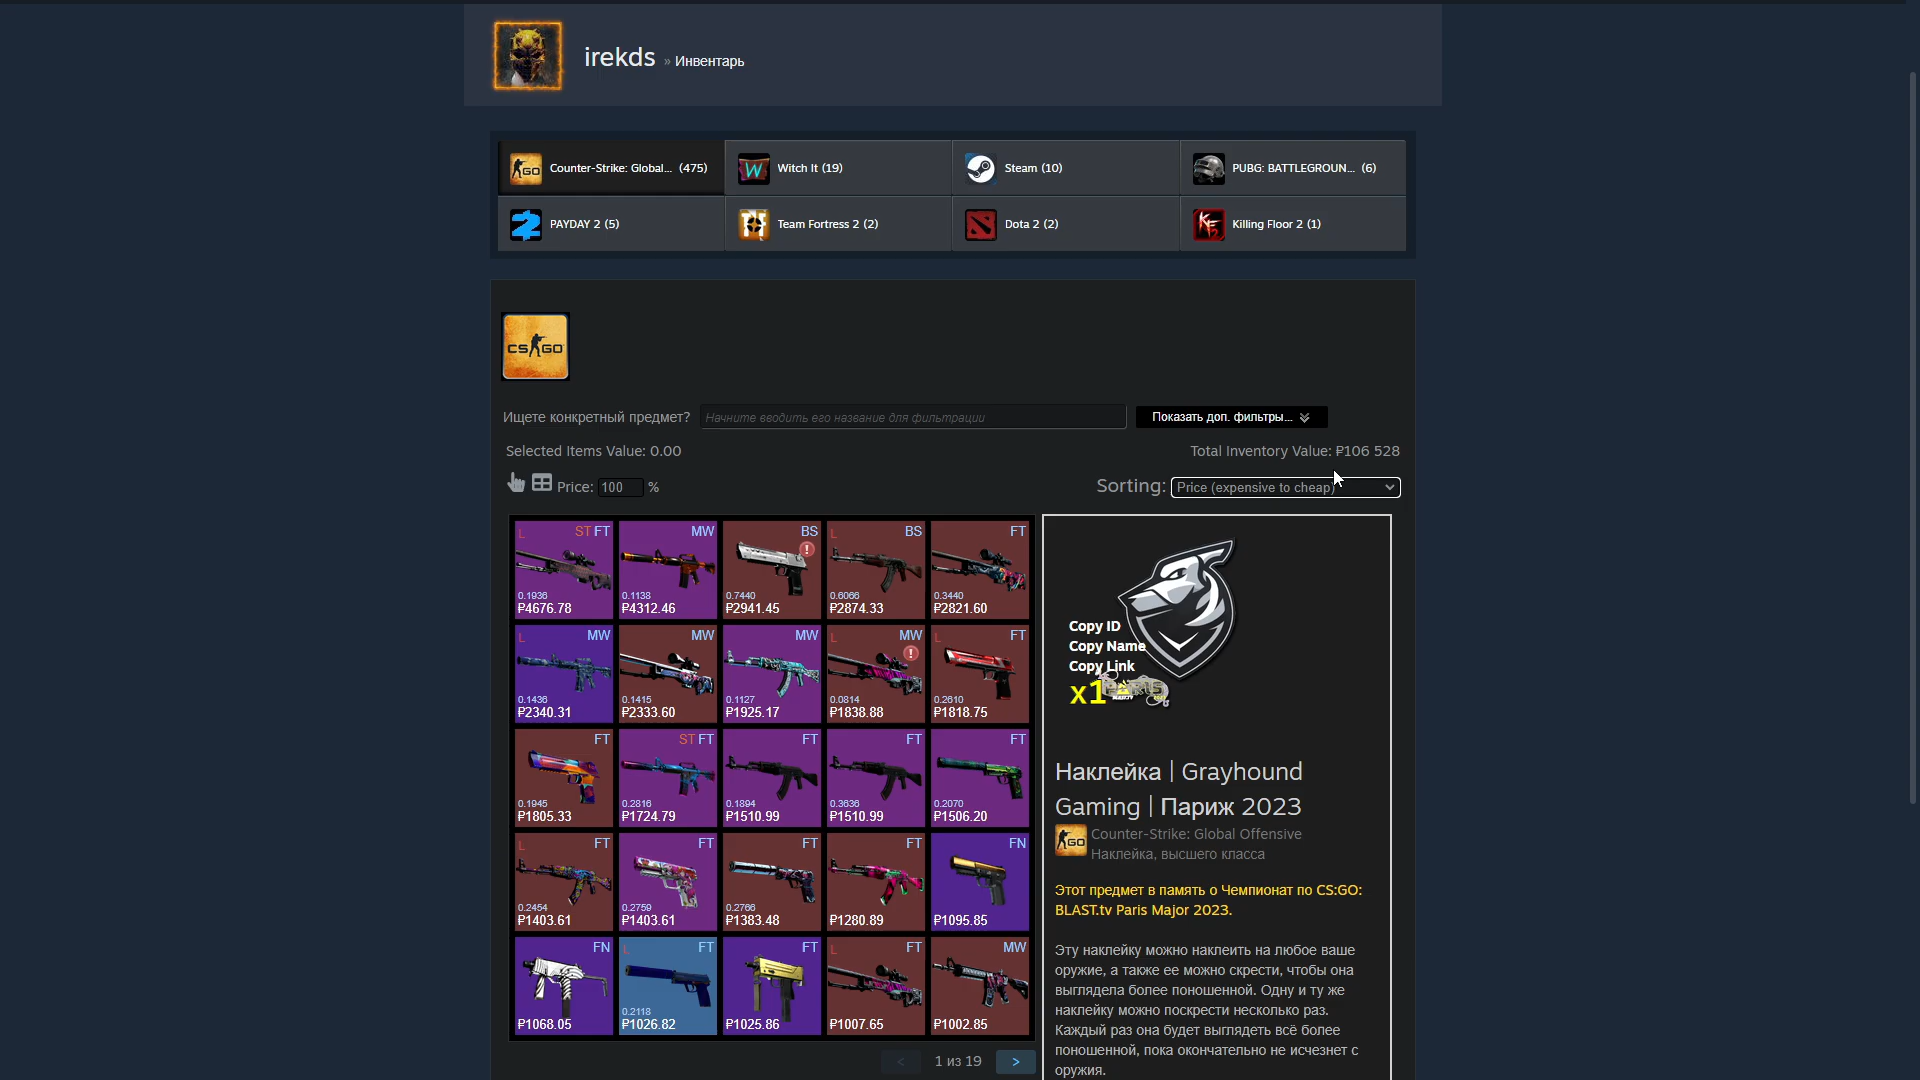 irekds » Инвентарь
Counter-Strike: Global... (475)
Witch It (19)
Steam (10)
PUBG: BATTLEGROUN... (6)
PAYDAY 2 (5)
Team Fortress 2 (2)
Dota 2 (2)
Killing Floor 2 (1)
CS GO
Ищете конкретный предмет?
Начните вводить его название для фильтрации
Показать доп. фильтры...
Selected Items Value: 0.00
Total Inventory Value: ₽106 528
Price: 100 %
Sorting: Price (expensive to cheap)
L ST FT
0.1936
₽4676.78
MW
0.1138
₽4312.46
BS
0.7440
₽2941.45
L BS
0.6066
₽2874.33
FT
0.3440
₽2821.60
L MW
0.1436
₽2340.31
MW
0.1415
₽2333.60
MW
0.1127
₽1925.17
L MW
0.0814
₽1838.88
L FT
0.2610
₽1818.75
FT
0.1945
₽1805.33
ST FT
0.2816
₽1724.79
FT
0.1894
₽1510.99
FT
0.3636
₽1510.99
FT
0.2070
₽1506.20
L FT
0.2454
₽1403.61
FT
0.2759
₽1403.61
FT
0.2766
₽1383.48
FT
₽1280.89
FN
₽1095.85
FN
₽1068.05
L FT
0.2118
₽1026.82
FT
₽1025.86
L FT
₽1007.65
MW
₽1002.85
< 1 из 19 >
Copy ID
Copy Name
Copy Link
x1
Наклейка | Grayhound
Gaming | Париж 2023
Counter-Strike: Global Offensive
Наклейка, высшего класса
Этот предмет в память о Чемпионат по CS:GO:
BLAST.tv Paris Major 2023.
Эту наклейку можно наклеить на любое ваше
оружие, а также ее можно скрести, чтобы она
выглядела более поношенной. Одну и ту же
наклейку можно поскрести несколько раз.
Каждый раз она будет выглядеть всё более
поношенной, пока окончательно не исчезнет с
оружия.